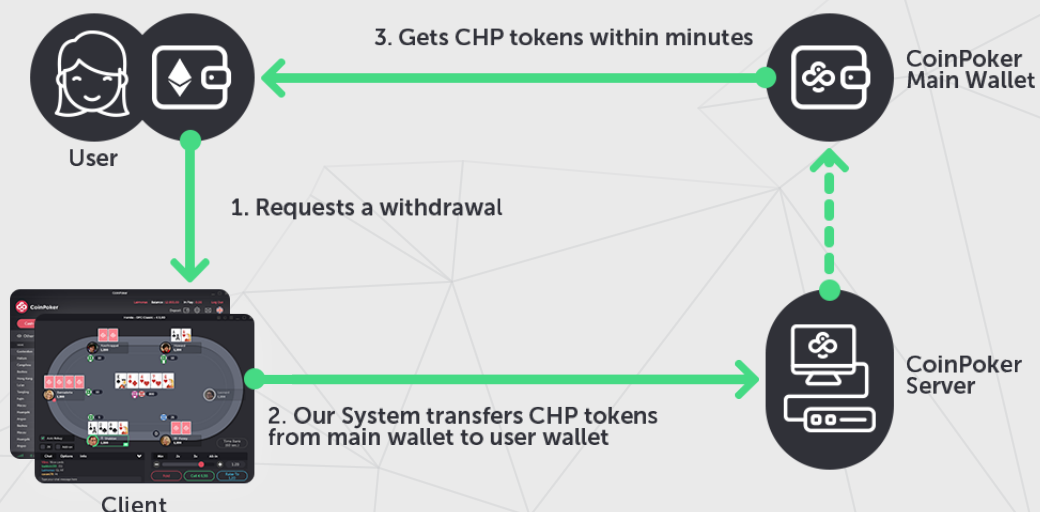 3. Gets CHP tokens within minutes
CoinPoker
Main Wallet
User
1. Requests a withdrawal
CoinPoker
CoinPoker
Server
2. Our System transfers CHP tokens
from main wallet to user wallet
Client